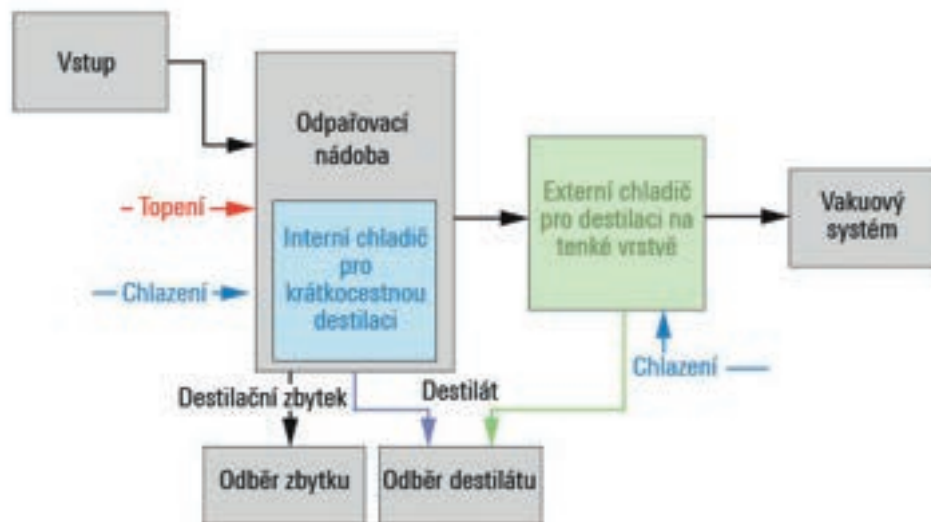 Vstup
Odpařovací
nádoba
Topení
Interní chladič
pro
krátkocestnou
destilaci
Chlazení
Externí chladič
pro destilaci na
tenké vrstvě
Vakuový
systém
Chlazení
Destilační zbytek
Destilát
Odběr zbytku
Odběr destilátu